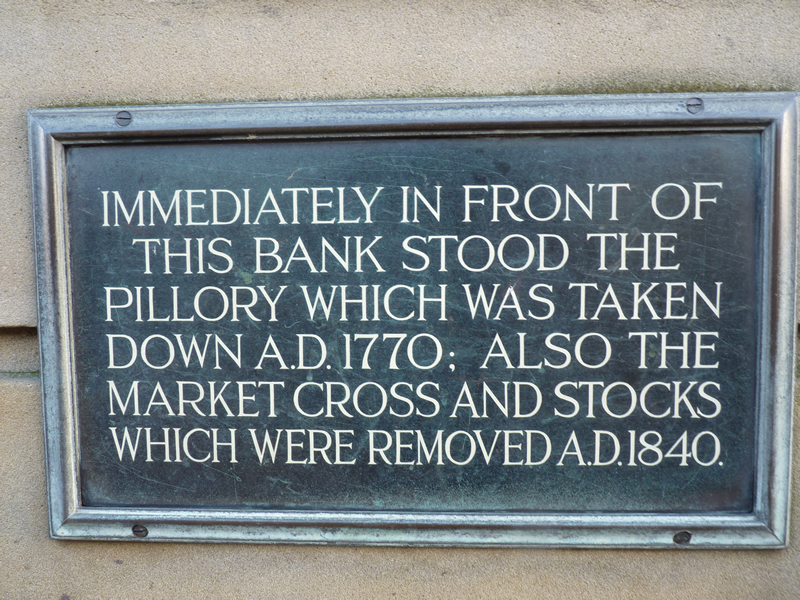 IMMEDIATELY IN FRONT OF
THIS BANK STOOD THE
PILLORY WHICH WAS TAKEN
DOWN A.D. 1770; ALSO THE
MARKET CROSS AND STOCKS
WHICH WERE REMOVED A.D. 1840.